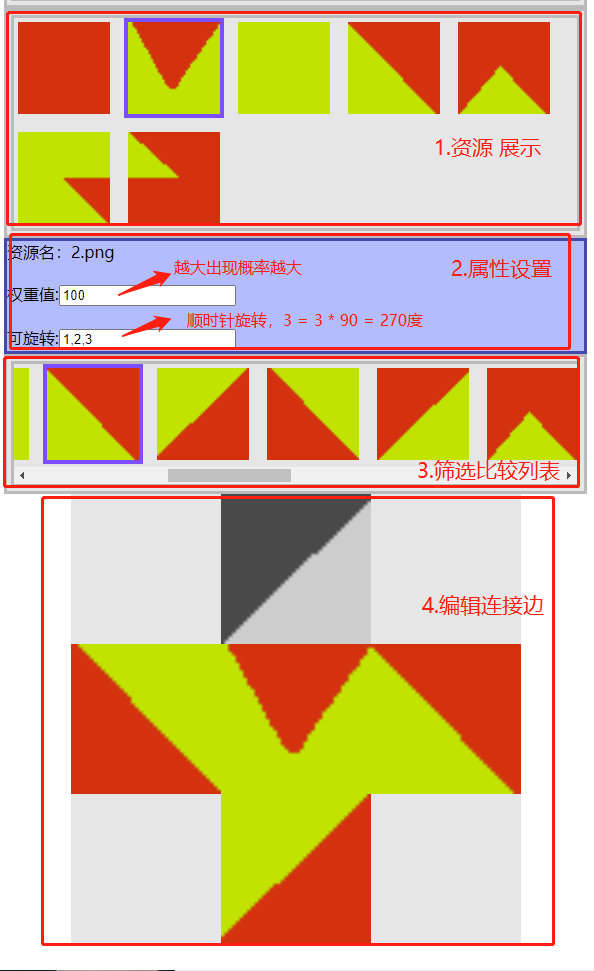 1.资源 展示
资源名：2.png
越大出现概率越大
2.属性设置
权重值:100
顺时针旋转，3 = 3 * 90 = 270度
可旋转:1,2,3
3.筛选比较列表
4.编辑连接边